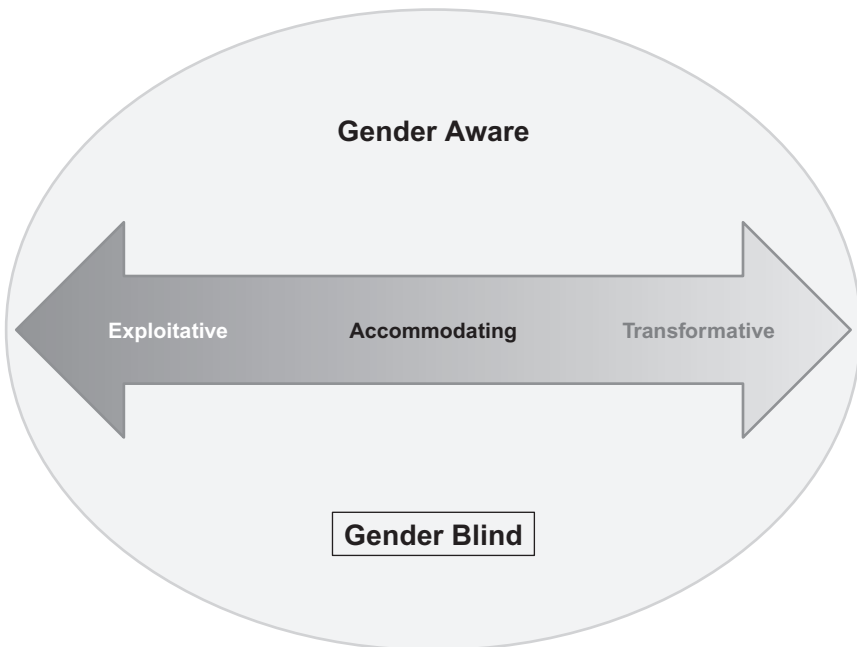 Gender Aware
Exploitative Accommodating Transformative
Gender Blind